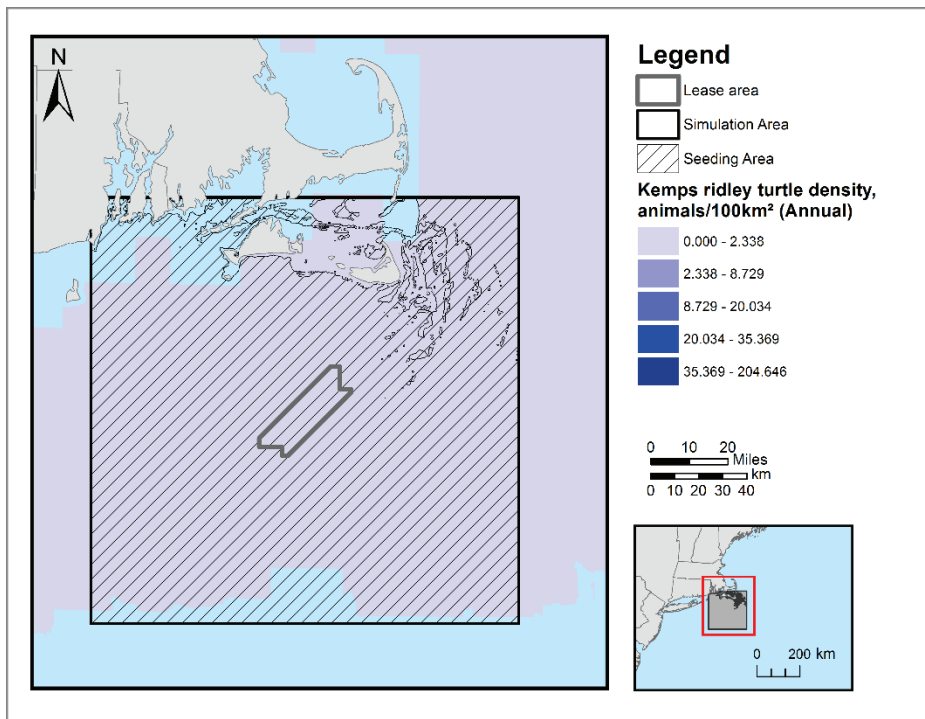 N
Legend
Lease area
Simulation Area
Seeding Area
Kemps ridley turtle density,
animals/100km² (Annual)
0.000 - 2.338
2.338 - 8.729
8.729 - 20.034
20.034 - 35.369
35.369 - 204.646
0 10 20
Miles
km
0 10 20 30 40
0 200 km